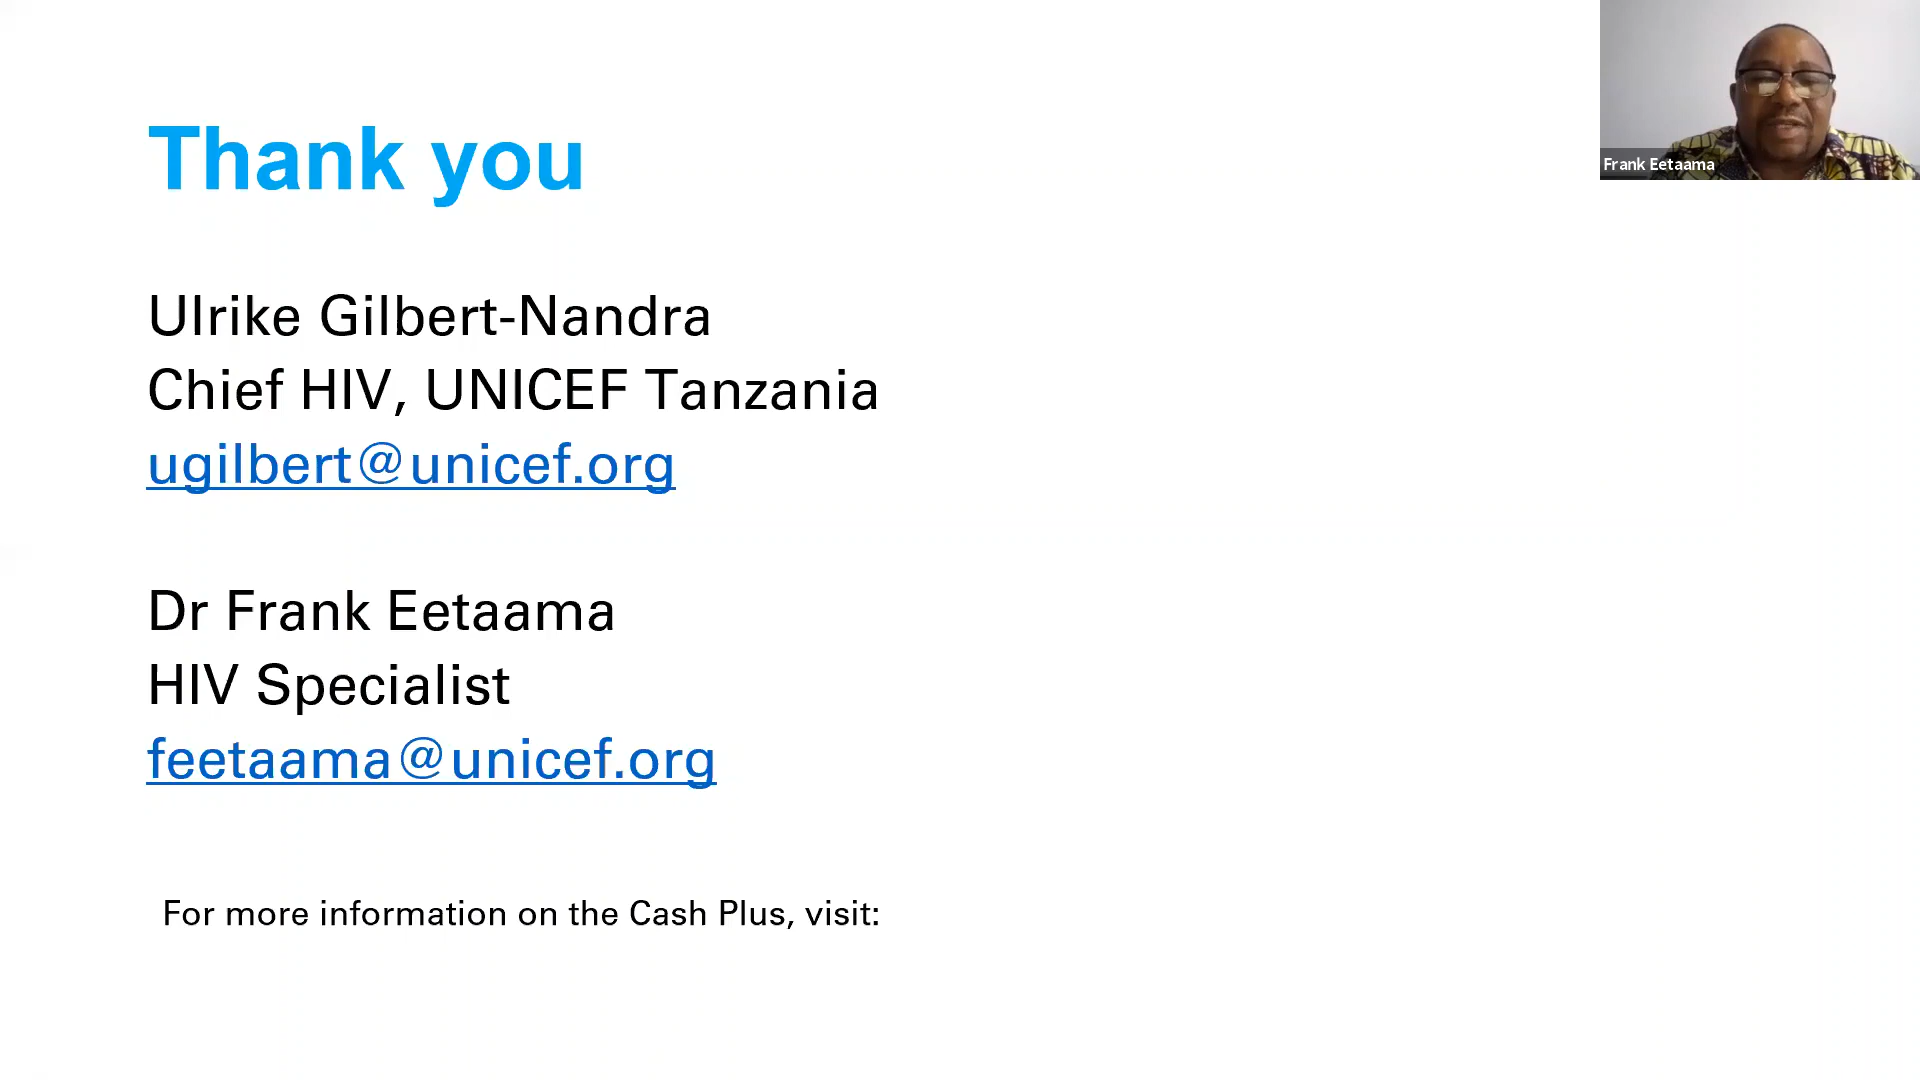 Thank you
Frank Eetaama
Ulrike Gilbert-Nandra
Chief HIV, UNICEF Tanzania
ugilbert@unicef.org
Dr Frank Eetaama
HIV Specialist
feetaama@unicef.org
For more information on the Cash Plus, visit: